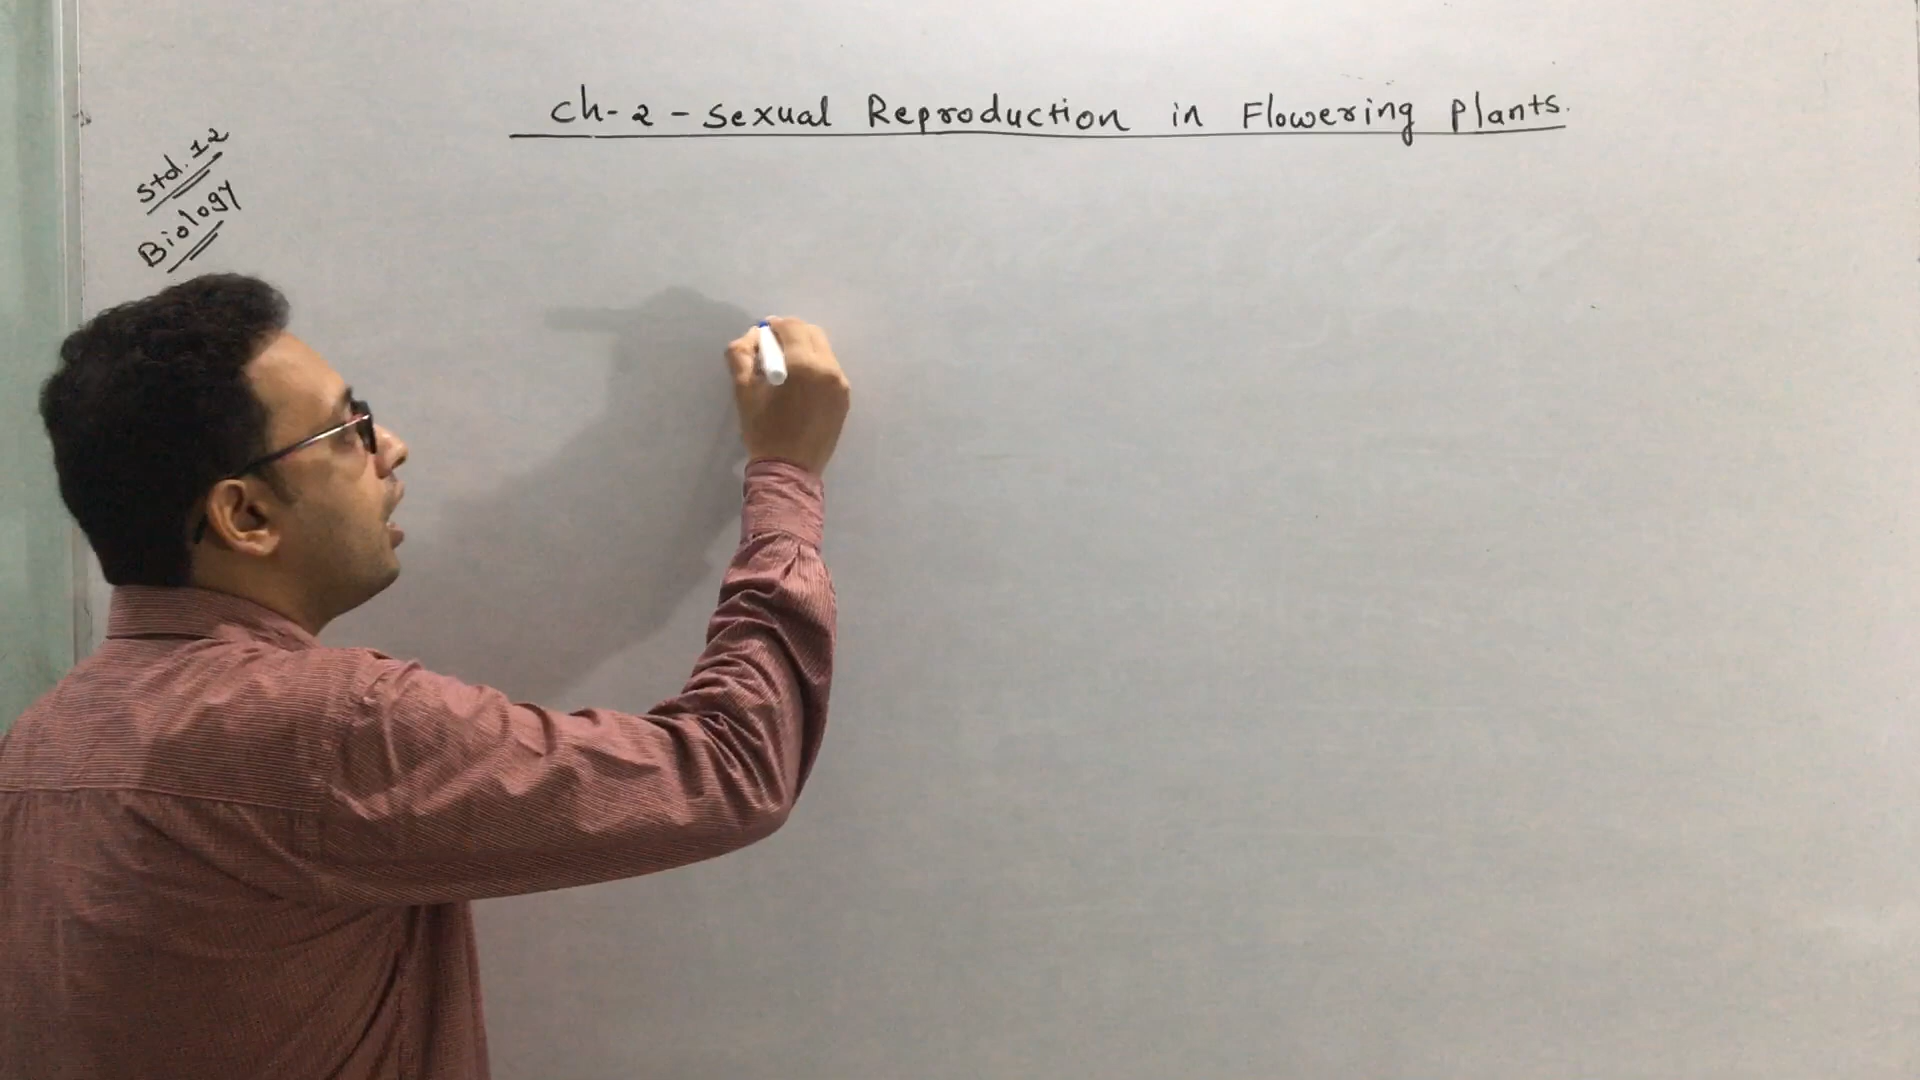 Ch-2 - Sexual Reproduction in Flowering Plants.
Std. 12
Biology